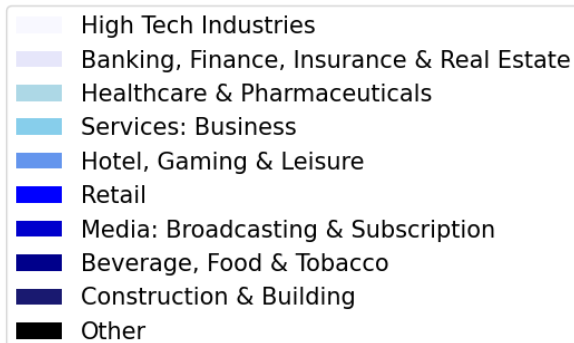 High Tech Industries
Banking, Finance, Insurance & Real Estate
Healthcare & Pharmaceuticals
Services: Business
Hotel, Gaming & Leisure
Retail
Media: Broadcasting & Subscription
Beverage, Food & Tobacco
Construction & Building
Other